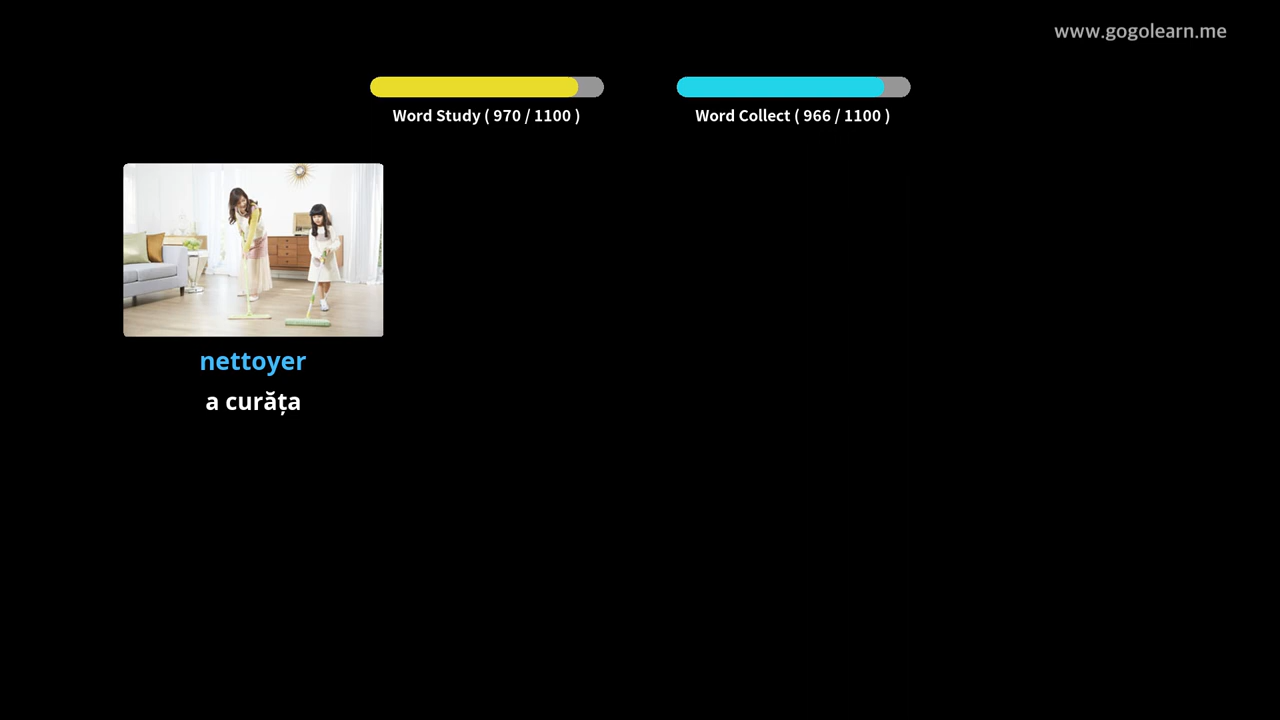 www.gogolearn.me
Word Study ( 970 / 1100 )
Word Collect ( 966 / 1100 )
nettoyer
a curăța